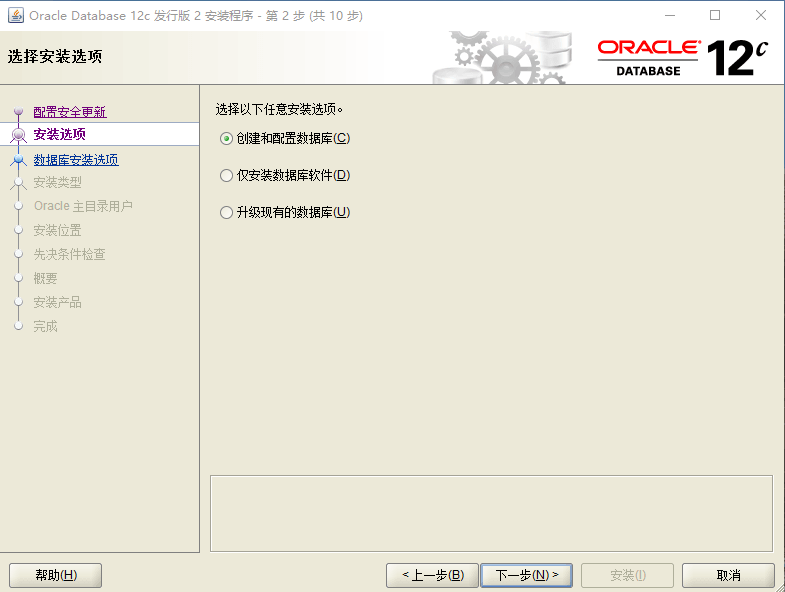 Oracle Database 12c 发行版 2 安装程序 - 第 2 步 (共 10 步)
选择安装选项
ORACLE®
DATABASE
12c
配置安全更新
安装选项
数据库安装选项
安装类型
Oracle 主目录用户
安装位置
先决条件检查
概要
安装产品
完成
选择以下任意安装选项。
创建和配置数据库(C)
仅安装数据库软件(D)
升级现有的数据库(U)
帮助(H)
< 上一步(B)
下一步(N) >
安装(I)
取消